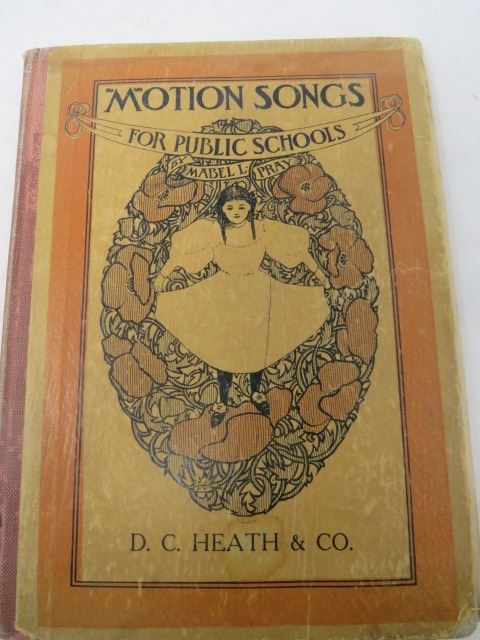 MOTION SONGS
FOR PUBLIC SCHOOLS
BY
MABEL L. PRAY
D. C. HEATH & CO.